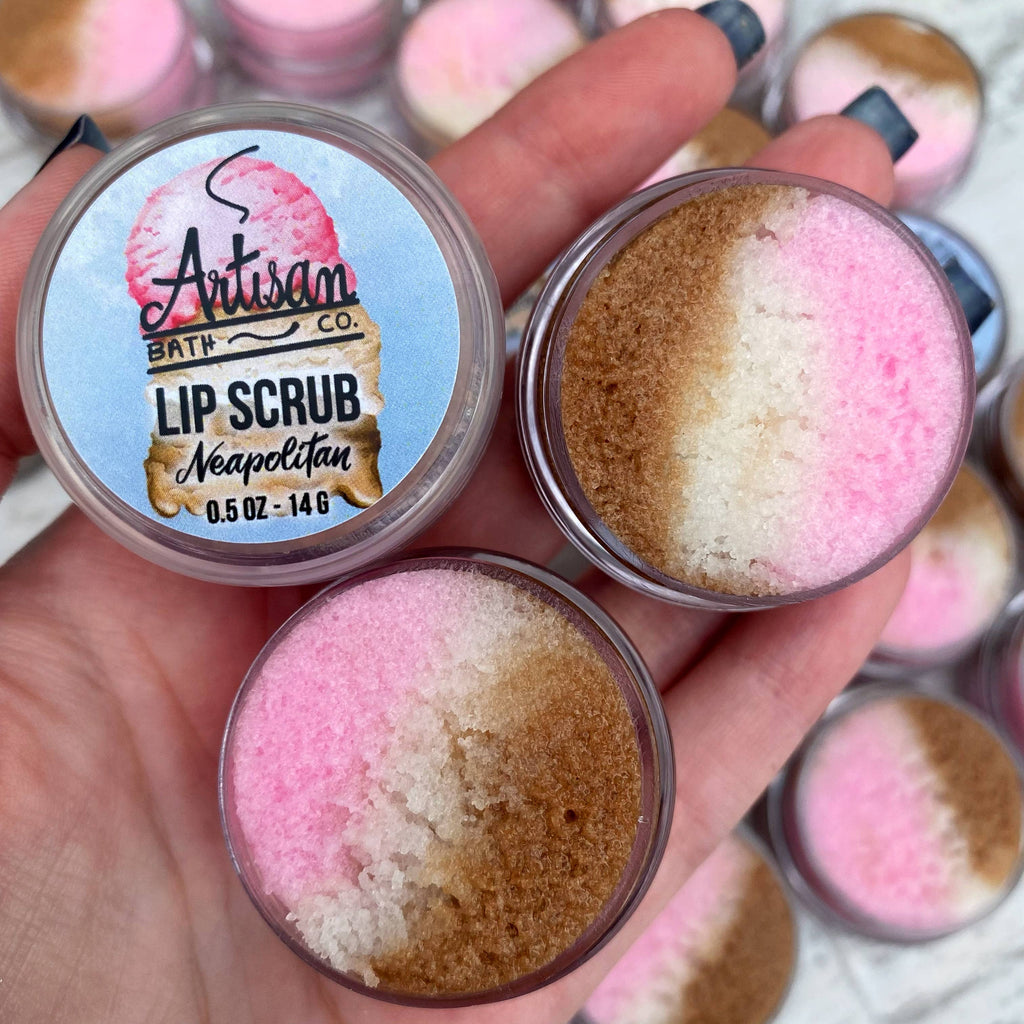 Artisan
BATH CO.
LIP SCRUB
Neapolitan
0.5 OZ - 14 G